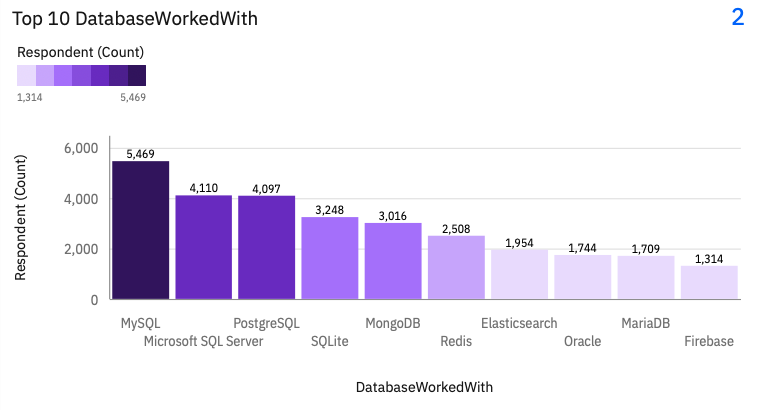 Top 10 DatabaseWorkedWith
2
Respondent (Count)
1,314 5,469
Respondent (Count)
6,000
4,000
2,000
0
5,469
4,110
4,097
3,248
3,016
2,508
1,954
1,744
1,709
1,314
MySQL
Microsoft SQL Server
PostgreSQL
SQLite
MongoDB
Redis
Elasticsearch
Oracle
MariaDB
Firebase
DatabaseWorkedWith